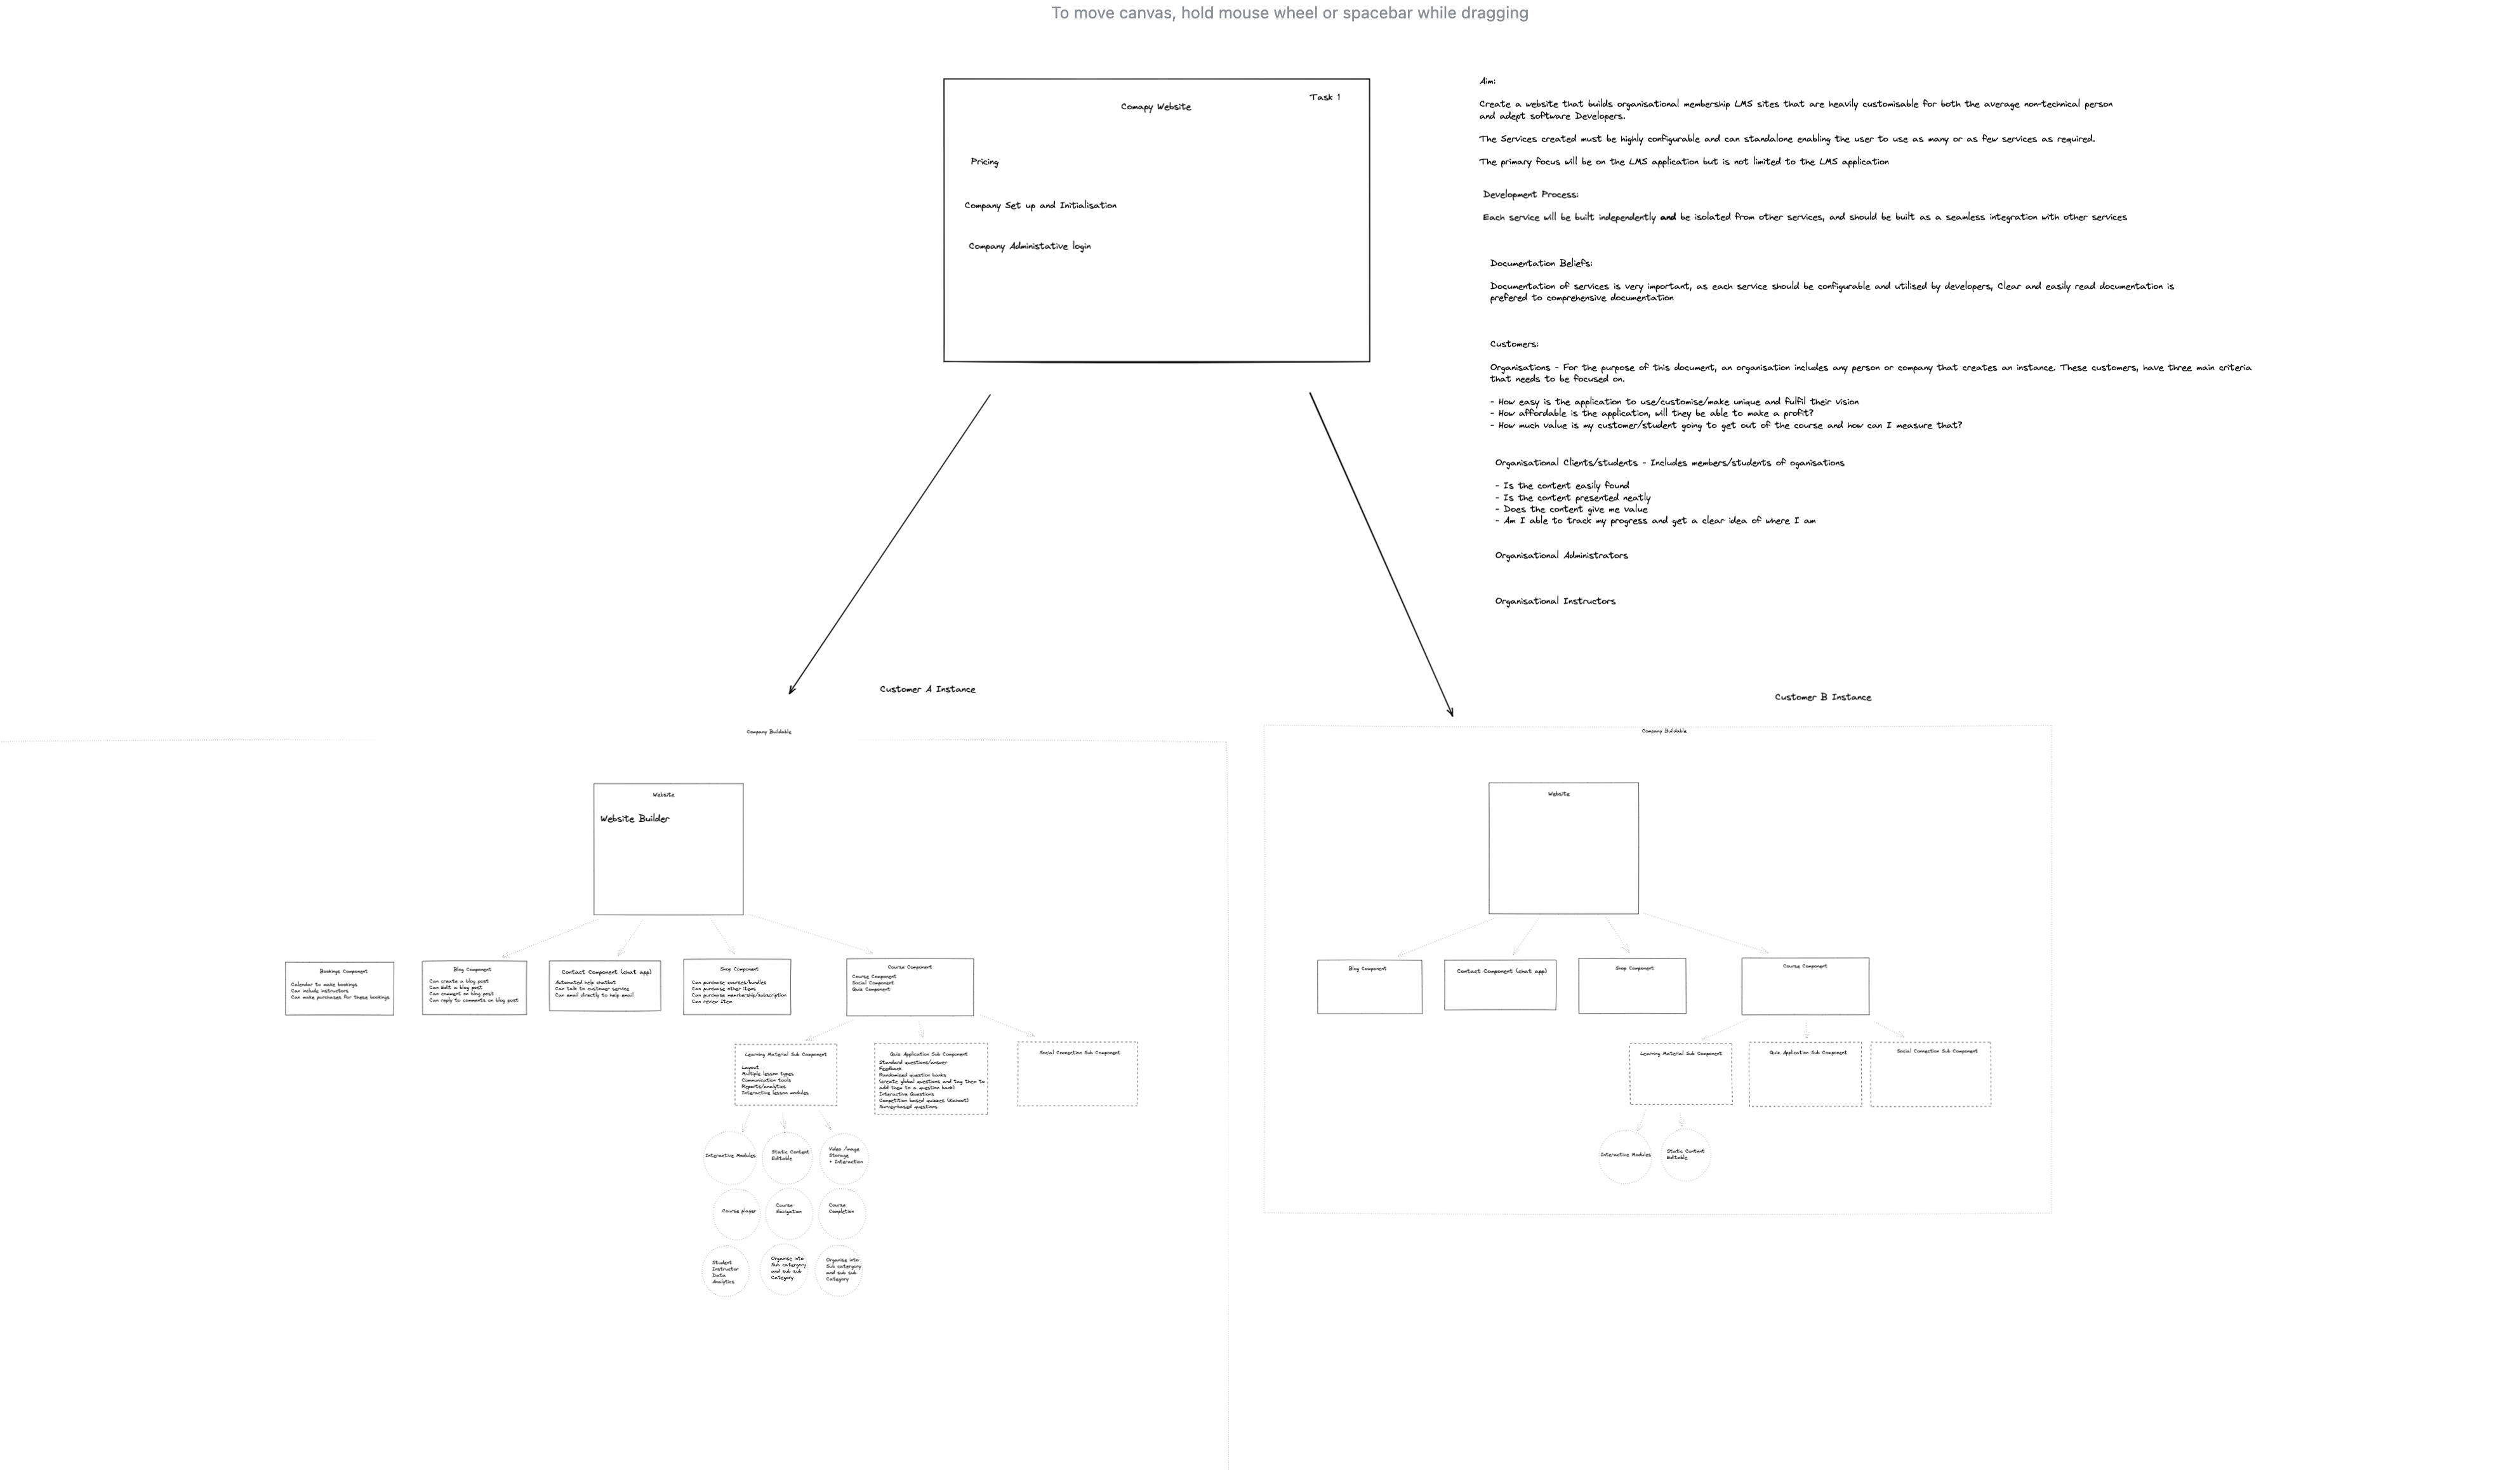 To move canvas, hold mouse wheel or spacebar while dragging
Comapy Website
Task 1
Pricing
Company Set up and Initialisation
Company Administative login
Aim:
Create a website that builds organisational membership LMS sites that are heavily customisable for both the average non-technical person
and adept software Developers.
The Services created must be highly configurable and can standalone enabling the user to use as many or as few services as required.
The primary focus will be on the LMS application but is not limited to the LMS application
Development Process:
Each service will be built independently and be isolated from other services, and should be built as a seamless integration with other services
Documentation Beliefs:
Documentation of services is very important, as each service should be configurable and utilised by developers, Clear and easily read documentation is
prefered to comprehensive documentation
Customers:
Organisations - For the purpose of this document, an organisation includes any person or company that creates an instance. These customers, have three main criteria
that needs to be focused on.
- How easy is the application to use/customise/make unique and fulfil their vision
- How affordable is the application, will they be able to make a profit?
- How much value is my customer/student going to get out of the course and how can I measure that?
Organisational Clients/students - Includes members/students of oganisations
- Is the content easily found
- Is the content presented neatly
- Does the content give me value
- Am I able to track my progress and get a clear idea of where I am
Organisational Administrators
Organisational Instructors
Customer A Instance
Company Buildable
Website
Website Builder
Bookings Component
Calendar to make bookings
Can include instructors
Can make purchases for these bookings
Blog Component
Can create a blog post
Can Edit a blog post
Can comment on blog post
Can reply to comments on blog post
Contact Component (chat app)
Automated help chatbot
Can talk to customer service
Can email directly to help email
Shop Component
Can purchase courses/bundles
Can purchase other items
Can purchase membership/subscription
Can review Item
Course Component
Course Component
Social Component
Quiz Component
Learning Material Sub Component
Layout
Multiple lesson types
Communication tools
Reports/analytics
Interactive lesson modules
Quiz Application Sub Component
Standard questions/answer
Feedback
Randomised question banks
(create global questions and tag them to
add them to a question bank)
Interactive Questions
Competition based quizzes (Kahoot)
Survey-based questions
Social Connection Sub Component
Interactive Modules
Static Content
Editable
Video /image
Storage
+ Interaction
Course player
Course
Navigation
Course
Completion
Student
Instructor
Data
Analytics
Organise into
Sub catergory
and sub sub
Category
Organise into
Sub catergory
and sub sub
Category
Customer B Instance
Company Buildable
Website
Blog Component
Contact Component (chat app)
Shop Component
Course Component
Learning Material Sub Component
Quiz Application Sub Component
Social Connection Sub Component
Interactive Modules
Static Content
Editable